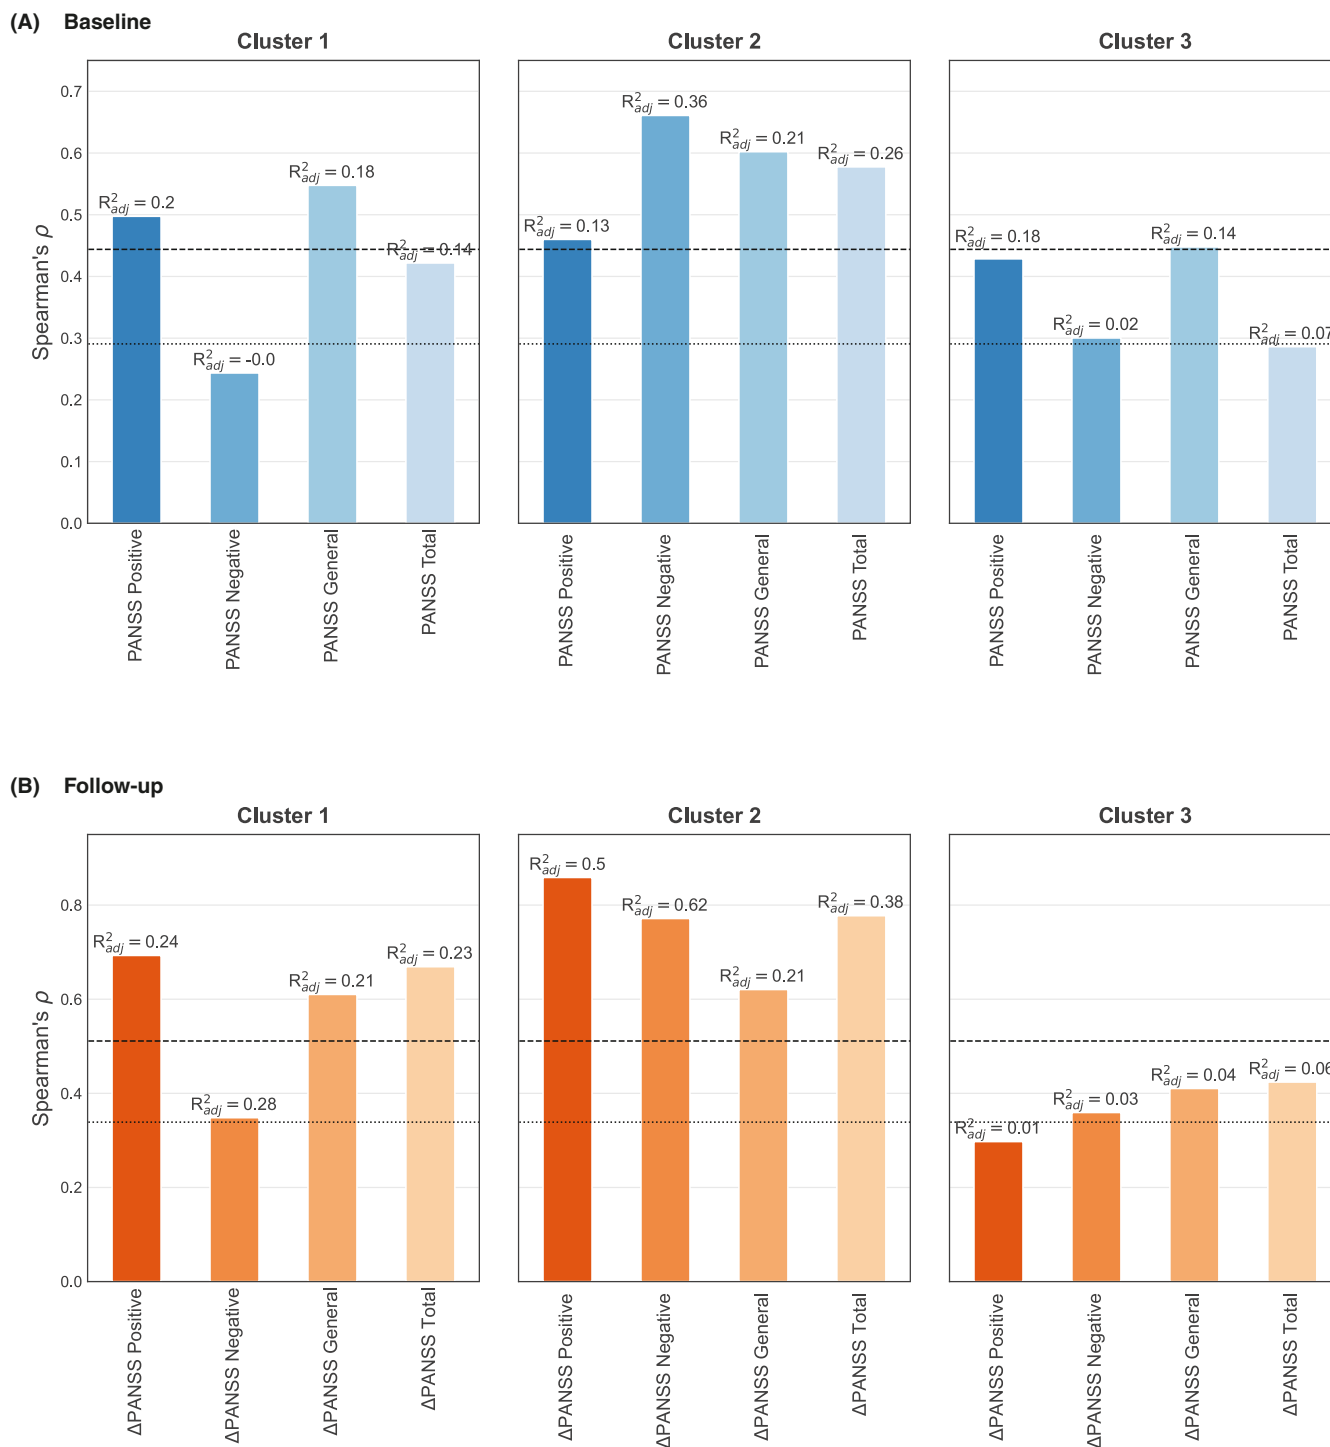 (A) Baseline
Cluster 1
Cluster 2
Cluster 3
Spearman's ρ
0.7
0.6
0.5
0.4
0.3
0.2
0.1
0.0
R²adj = 0.2
R²adj = -0.0
R²adj = 0.18
R²adj = 0.14
R²adj = 0.13
R²adj = 0.36
R²adj = 0.21
R²adj = 0.26
R²adj = 0.18
R²adj = 0.02
R²adj = 0.14
R²adj = 0.07
PANSS Positive
PANSS Negative
PANSS General
PANSS Total
PANSS Positive
PANSS Negative
PANSS General
PANSS Total
PANSS Positive
PANSS Negative
PANSS General
PANSS Total
(B) Follow-up
Cluster 1
Cluster 2
Cluster 3
Spearman's ρ
0.8
0.6
0.4
0.2
0.0
R²adj = 0.24
R²adj = 0.28
R²adj = 0.21
R²adj = 0.23
R²adj = 0.5
R²adj = 0.62
R²adj = 0.21
R²adj = 0.38
R²adj = 0.01
R²adj = 0.03
R²adj = 0.04
R²adj = 0.06
ΔPANSS Positive
ΔPANSS Negative
ΔPANSS General
ΔPANSS Total
ΔPANSS Positive
ΔPANSS Negative
ΔPANSS General
ΔPANSS Total
ΔPANSS Positive
ΔPANSS Negative
ΔPANSS General
ΔPANSS Total